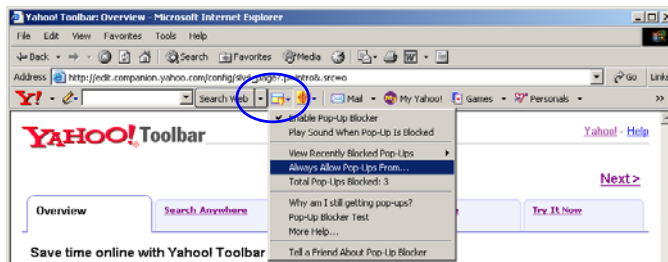 Yahoo! Toolbar: Overview - Microsoft Internet Explorer
File Edit View Favorites Tools Help
Back Search Favorites Media
Address http://edit.companion.yahoo.com/config/slv4_page?.p=intro&.src=wo Go Links
Y! Search Web Mail My Yahoo! Games Personals »
Enable Pop-Up Blocker
Play Sound When Pop-Up Is Blocked
YAHOO! Toolbar Yahoo! - Help
View Recently Blocked Pop-Ups
Always Allow Pop-Ups From...
Total Pop-Ups Blocked: 3
Next >
Why am I still getting pop-ups?
Pop-Up Blocker Test
More Help...
Overview Search Anywhere Try It Now
Tell a Friend About Pop-Up Blocker
Save time online with Yahoo! Toolbar